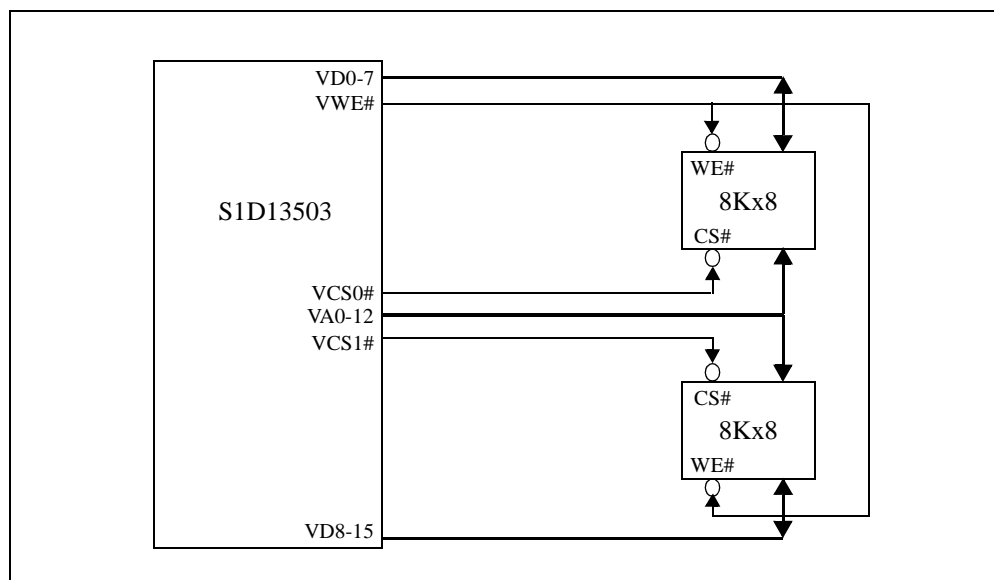 VD0-7
VWE#
WE#
8Kx8
S1D13503
CS#
VCS0#
VA0-12
VCS1#
CS#
8Kx8
WE#
VD8-15